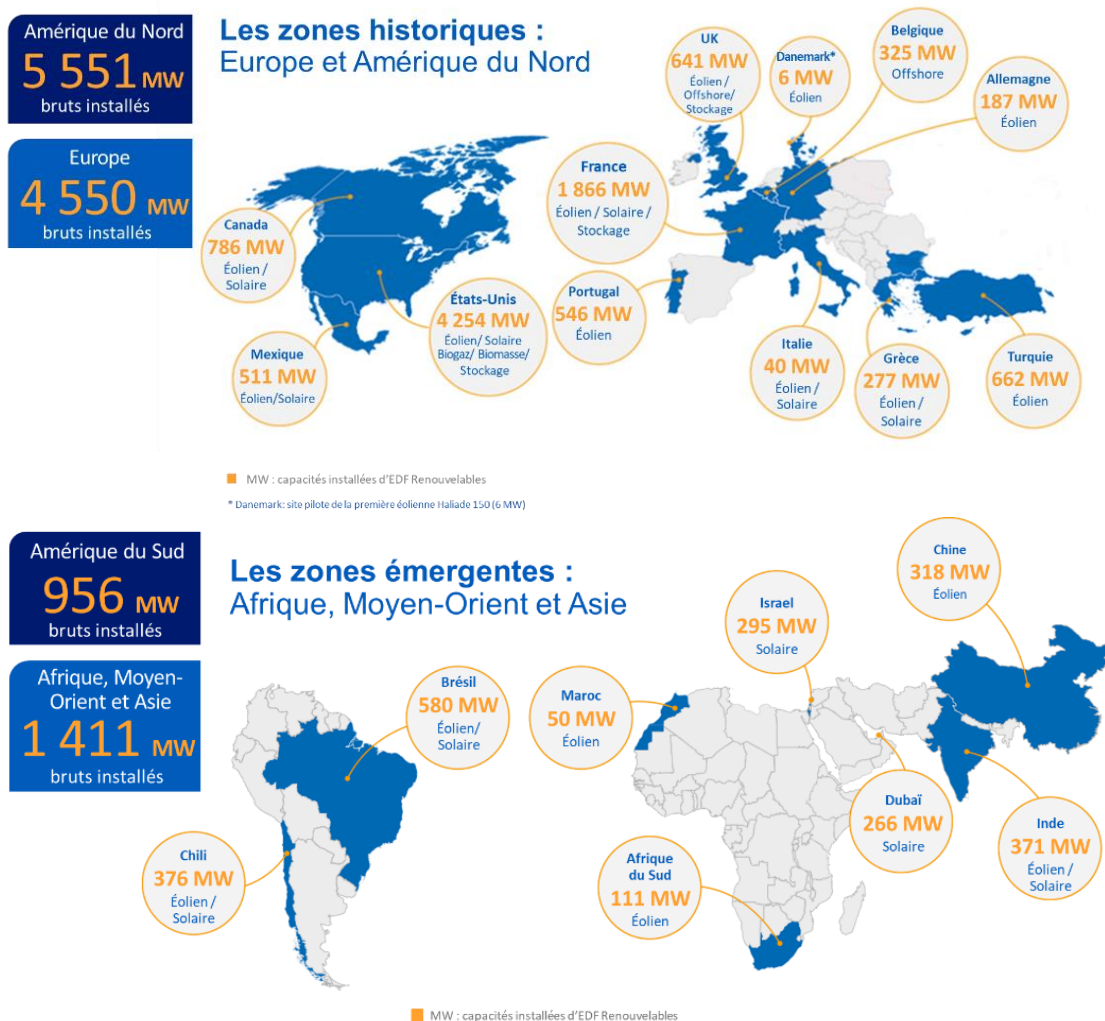 Amérique du Nord
5 551 MW
bruts installés
Europe
4 550 MW
bruts installés
Les zones historiques :
Europe et Amérique du Nord
UK
641 MW
Éolien /
Offshore/
Stockage
Danemark*
6 MW
Éolien
Belgique
325 MW
Offshore
Allemagne
187 MW
Éolien
France
1 866 MW
Éolien / Solaire /
Stockage
Canada
786 MW
Éolien /
Solaire
États-Unis
4 254 MW
Éolien/ Solaire
Biogaz/ Biomasse/
Stockage
Mexique
511 MW
Éolien/Solaire
Portugal
546 MW
Éolien
Italie
40 MW
Éolien /
Solaire
Grèce
277 MW
Éolien /
Solaire
Turquie
662 MW
Éolien
MW : capacités installées d'EDF Renouvelables
* Danemark: site pilote de la première éolienne Haliade 150 (6 MW)
Amérique du Sud
956 MW
bruts installés
Afrique, Moyen-
Orient et Asie
1 411 MW
bruts installés
Les zones émergentes :
Afrique, Moyen-Orient et Asie
Chine
318 MW
Éolien
Israel
295 MW
Solaire
Brésil
580 MW
Éolien/
Solaire
Maroc
50 MW
Éolien
Dubaï
266 MW
Solaire
Inde
371 MW
Éolien /
Solaire
Chili
376 MW
Éolien /
Solaire
Afrique
du Sud
111 MW
Éolien
MW : capacités installées d'EDF Renouvelables